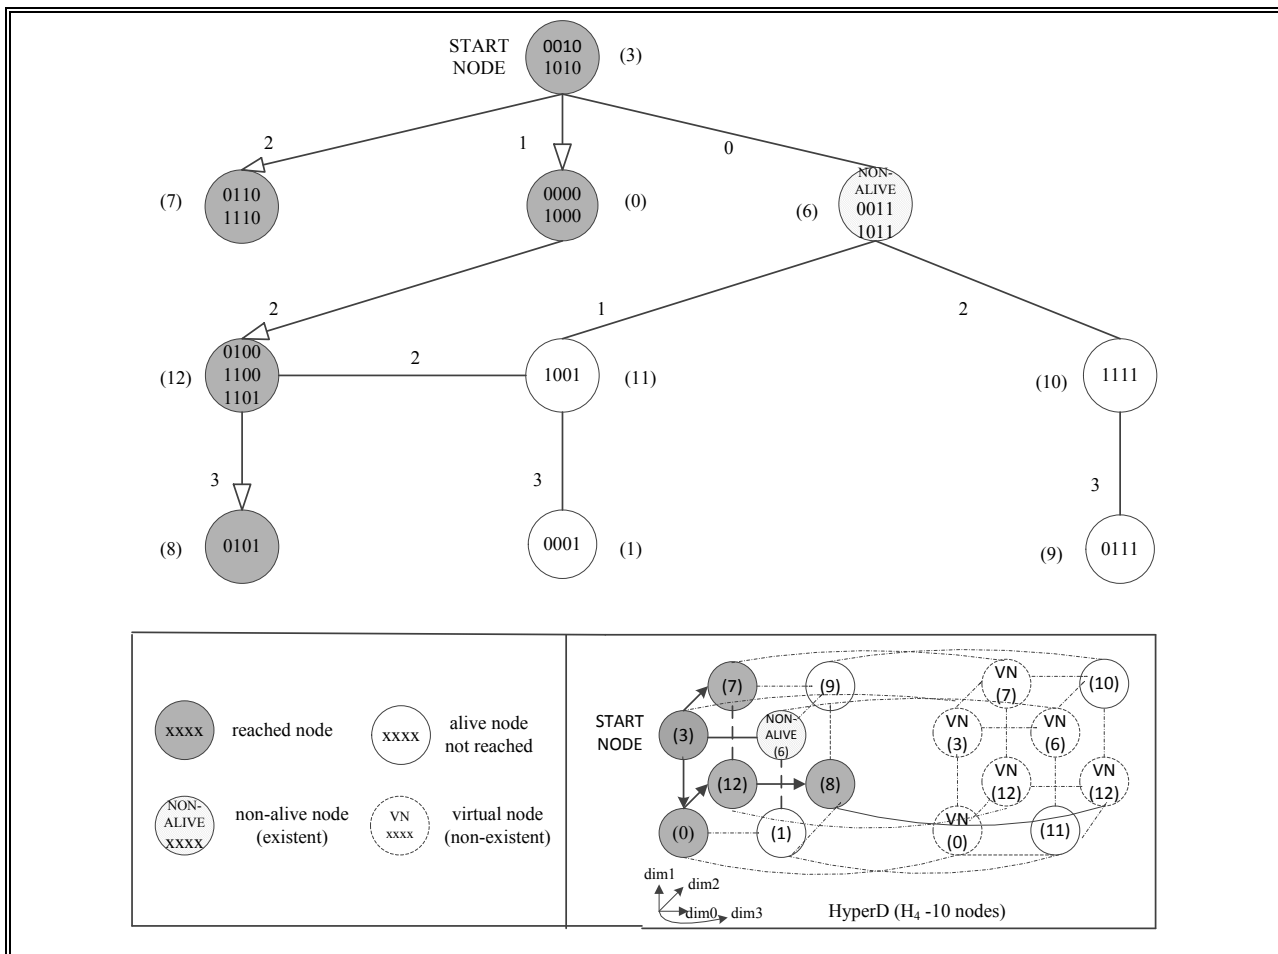 START
NODE
0010
1010
(3)
2
1
0
(7)
0110
1110
0000
1000
(0)
(6)
NON-
ALIVE
0011
1011
2
1
2
(12)
0100
1100
1101
2
1001
(11)
(10)
1111
3
3
3
(8)
0101
0001
(1)
(9)
0111
xxxx
reached node
xxxx
alive node
not reached
NON-
ALIVE
xxxx
non-alive node
(existent)
VN
xxxx
virtual node
(non-existent)
START
NODE
(7)
(9)
VN
(7)
(10)
(3)
NON-
ALIVE
(6)
VN
(3)
VN
(6)
(12)
(8)
VN
(12)
VN
(12)
(0)
(1)
VN
(0)
(11)
dim1
dim2
dim0
dim3
HyperD (H4 -10 nodes)